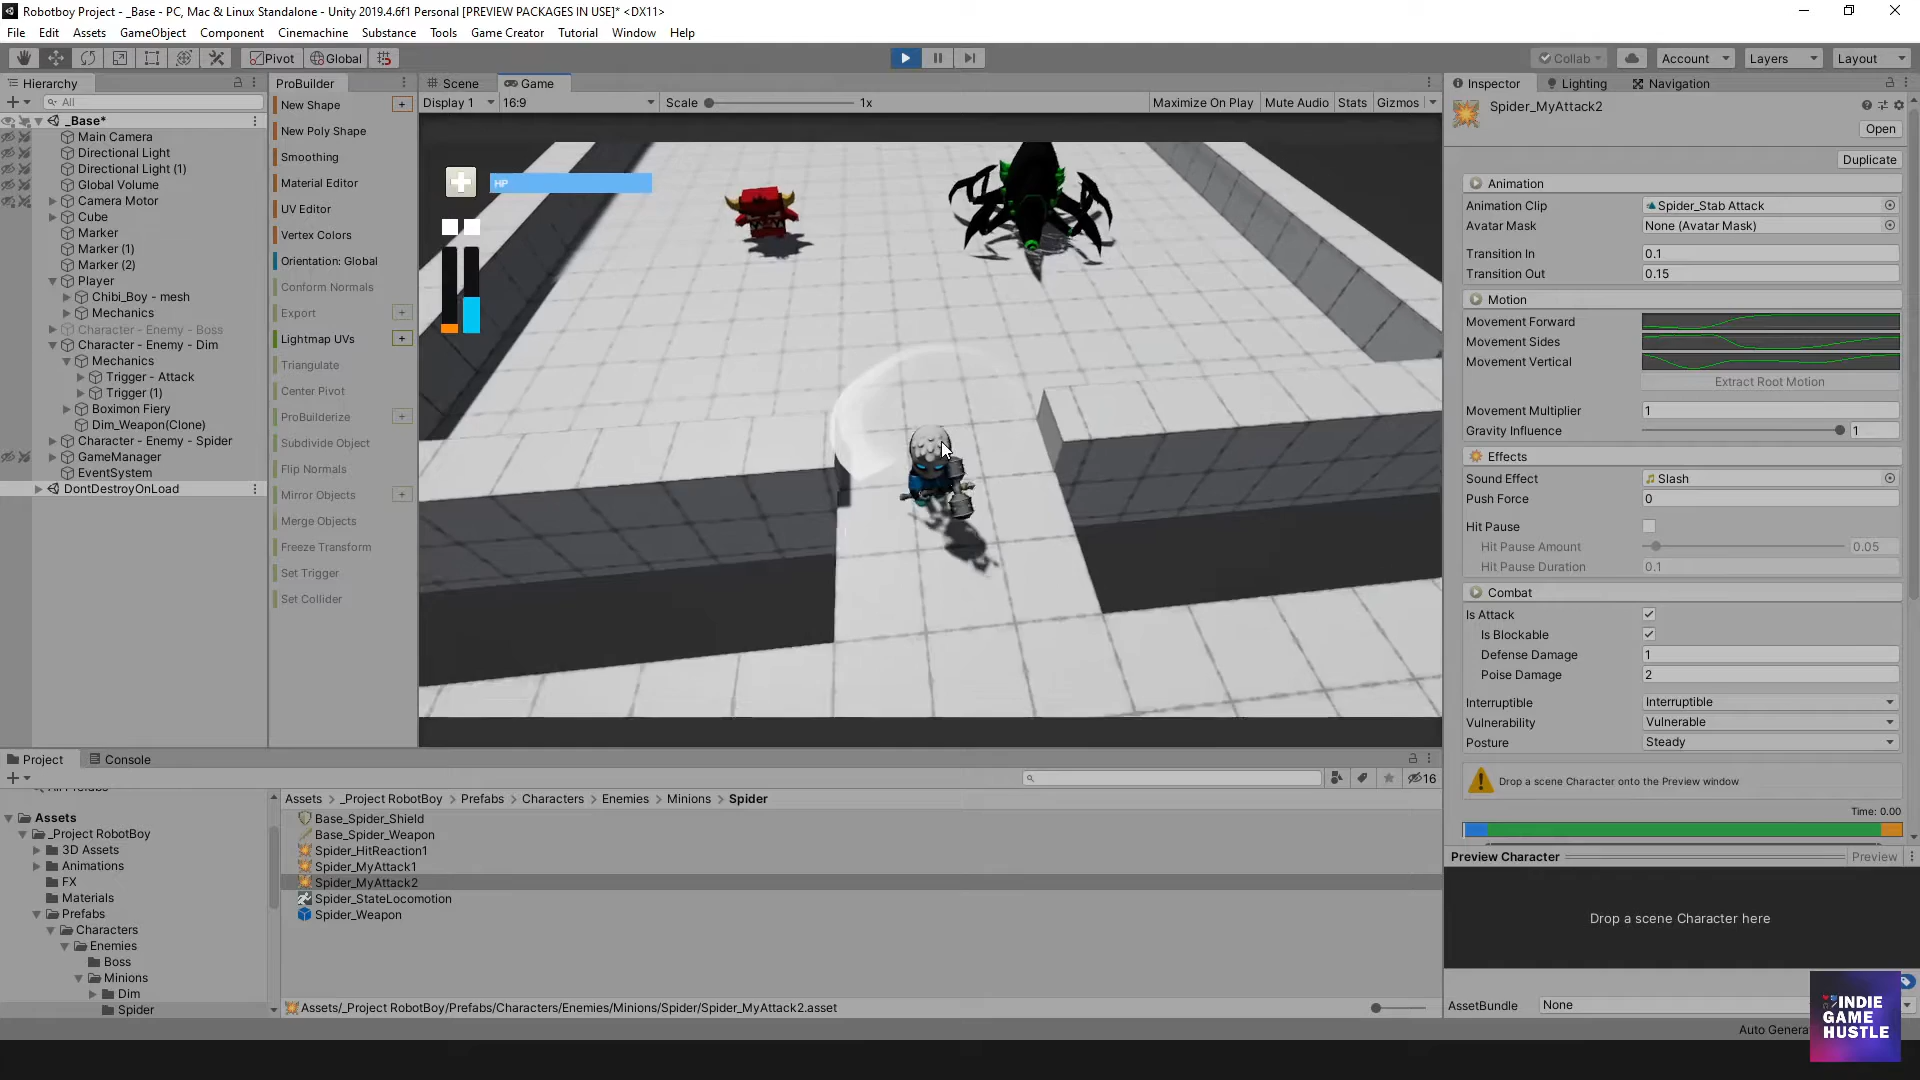 Robotboy Project - _Base - PC, Mac & Linux Standalone - Unity 2019.4.6f1 Personal [PREVIEW PACKAGES IN USE]* <DX11>
File Edit Assets GameObject Component Cinemachine Substance Tools Game Creator Tutorial Window Help
Pivot Global Collab Account Layers Layout
Hierarchy
All
_Base*
Main Camera
Directional Light
Directional Light (1)
Global Volume
Camera Motor
Cube
Marker
Marker (1)
Marker (2)
Player
Chibi_Boy - mesh
Mechanics
Character - Enemy - Boss
Character - Enemy - Dim
Mechanics
Trigger - Attack
Trigger (1)
Boximon Fiery
Dim_Weapon(Clone)
Character - Enemy - Spider
GameManager
EventSystem
DontDestroyOnLoad
ProBuilder
New Shape
New Poly Shape
Smoothing
Material Editor
UV Editor
Vertex Colors
Orientation: Global
Conform Normals
Export
Lightmap UVs
Triangulate
Center Pivot
ProBuilderize
Subdivide Object
Flip Normals
Mirror Objects
Merge Objects
Freeze Transform
Set Trigger
Set Collider
Scene Game
Display 1 16:9 Scale 1x Maximize On Play Mute Audio Stats Gizmos
HP
Inspector Lighting Navigation
Spider_MyAttack2
Open
Duplicate
Animation
Animation Clip Spider_Stab Attack
Avatar Mask None (Avatar Mask)
Transition In 0.1
Transition Out 0.15
Motion
Movement Forward
Movement Sides
Movement Vertical
Extract Root Motion
Movement Multiplier 1
Gravity Influence 1
Effects
Sound Effect Slash
Push Force 0
Hit Pause
Hit Pause Amount 0.05
Hit Pause Duration 0.1
Combat
Is Attack
Is Blockable
Defense Damage 1
Poise Damage 2
Interruptible Interruptible
Vulnerability Vulnerable
Posture Steady
Drop a scene Character onto the Preview window
Time: 0.00
Preview Character Preview
Drop a scene Character here
AssetBundle None
Auto Genera
INDIE
GAME
HUSTLE
Project Console
16
Assets
_Project RobotBoy
3D Assets
Animations
FX
Materials
Prefabs
Characters
Enemies
Boss
Minions
Dim
Spider
Assets _Project RobotBoy Prefabs Characters Enemies Minions Spider
Base_Spider_Shield
Base_Spider_Weapon
Spider_HitReaction1
Spider_MyAttack1
Spider_MyAttack2
Spider_StateLocomotion
Spider_Weapon
Assets/_Project RobotBoy/Prefabs/Characters/Enemies/Minions/Spider/Spider_MyAttack2.asset